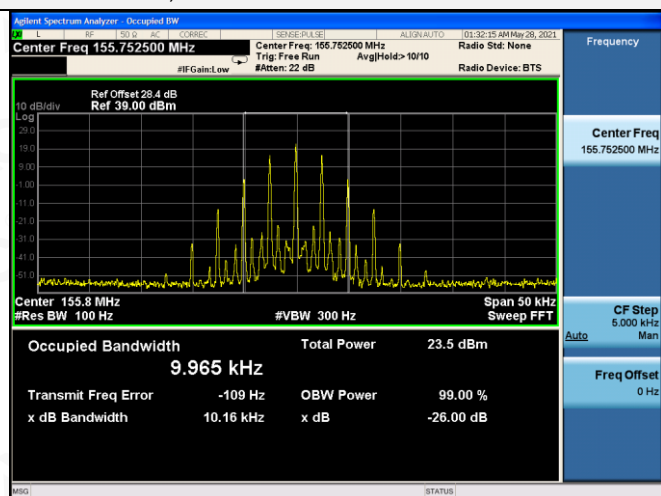 Agilent Spectrum Analyzer - Occupied BW
L RF 50 Ω AC CORREC SENSE:PULSE ALIGN AUTO 01:32:15 AM May 28, 2021
Center Freq 155.752500 MHz Center Freq: 155.752500 MHz Radio Std: None
Trig: Free Run Avg|Hold:> 10/10
#IFGain:Low #Atten: 22 dB Radio Device: BTS
Ref Offset 28.4 dB
10 dB/div Ref 39.00 dBm
Log
29.0
19.0
9.00
-1.00
-11.0
-21.0
-31.0
-41.0
-51.0
Center 155.8 MHz Span 50 kHz
#Res BW 100 Hz #VBW 300 Hz Sweep FFT
Occupied Bandwidth Total Power 23.5 dBm
9.965 kHz
Transmit Freq Error -109 Hz OBW Power 99.00 %
x dB Bandwidth 10.16 kHz x dB -26.00 dB
MSG STATUS
Frequency
Center Freq
155.752500 MHz
CF Step
5.000 kHz
Auto Man
Freq Offset
0 Hz